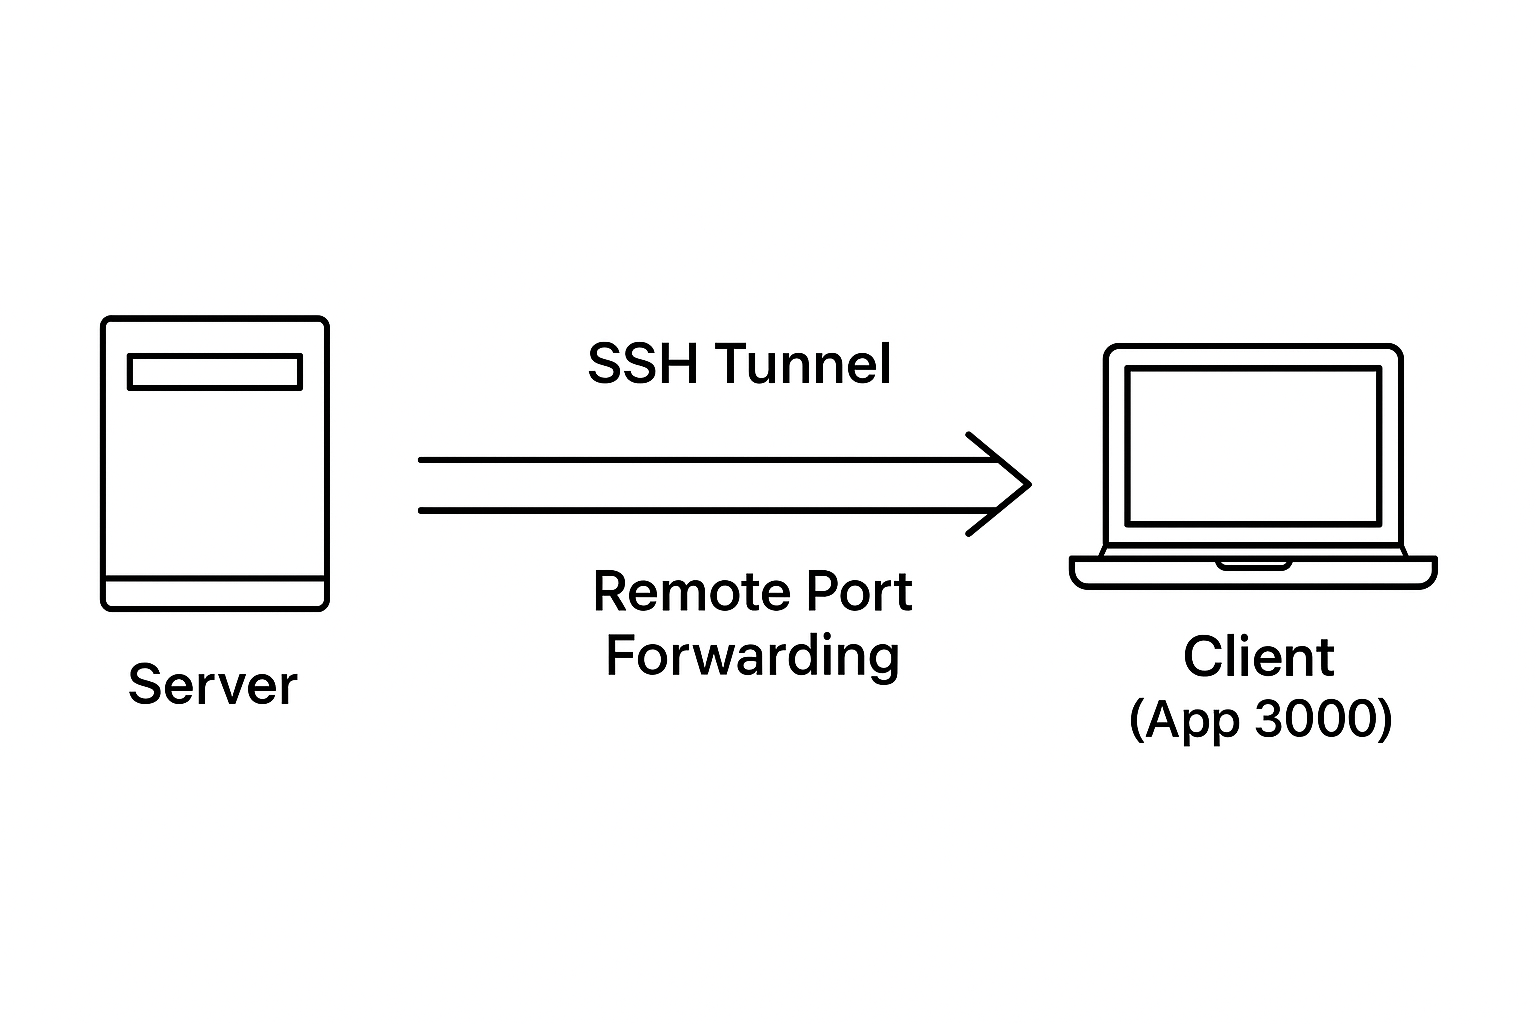 SSH Tunnel
Remote Port
Forwarding
Server
Client
(App 3000)